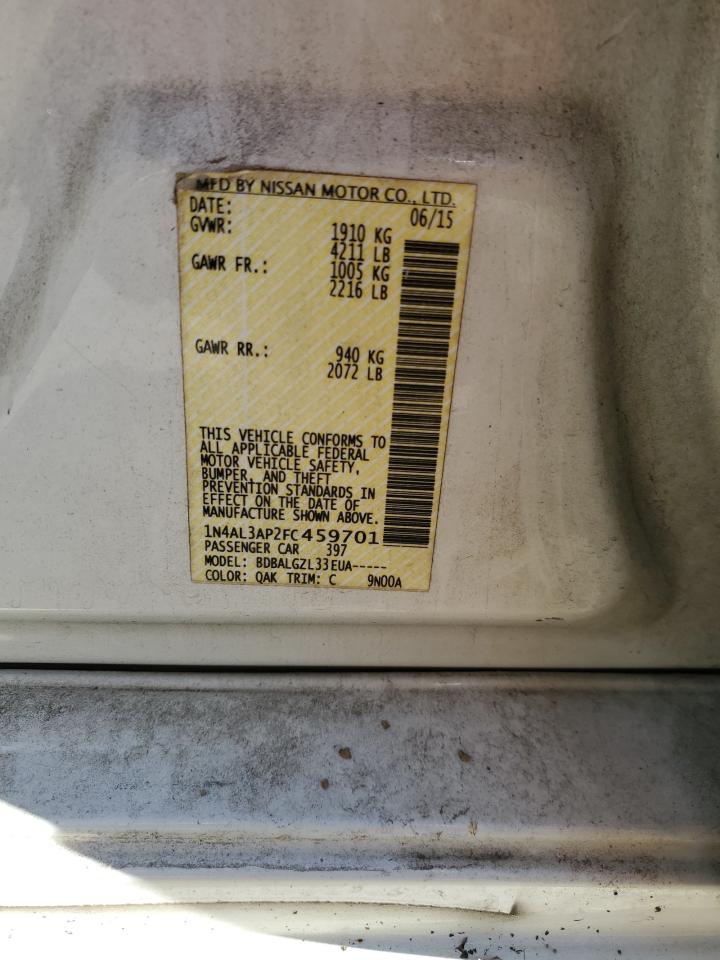 MFD BY NISSAN MOTOR CO., LTD.
DATE: 06/15
GVWR: 1910 KG
4211 LB
GAWR FR.: 1005 KG
2216 LB
GAWR RR.: 940 KG
2072 LB
THIS VEHICLE CONFORMS TO
ALL APPLICABLE FEDERAL
MOTOR VEHICLE SAFETY,
BUMPER, AND THEFT
PREVENTION STANDARDS IN
EFFECT ON THE DATE OF
MANUFACTURE SHOWN ABOVE.
1N4AL3AP2FC459701
PASSENGER CAR 397
MODEL: BDBALGZL33EUA-----
COLOR: QAK TRIM: C 9N00A